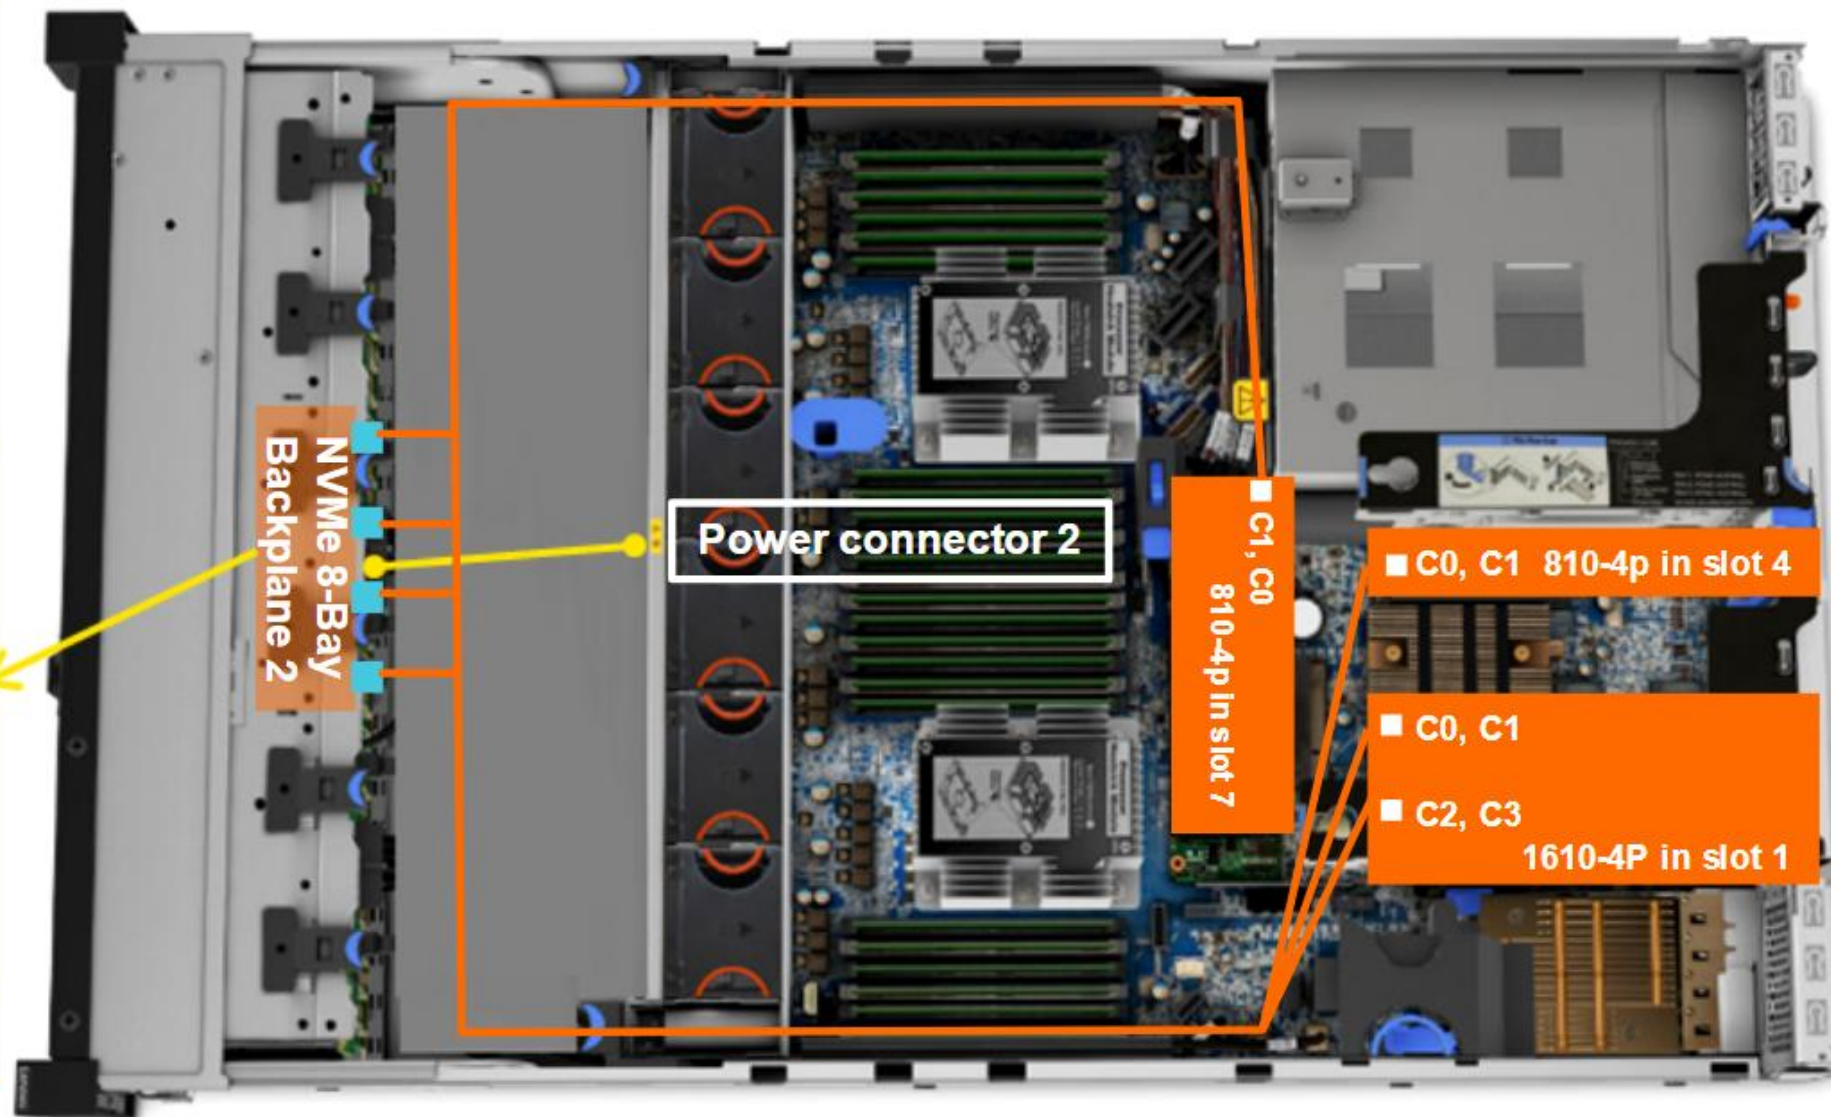 NVMe 8-Bay
Backplane 2
Power connector 2
C1, C0
810-4p in slot 7
C0, C1 810-4p in slot 4
C0, C1
C2, C3
1610-4P in slot 1